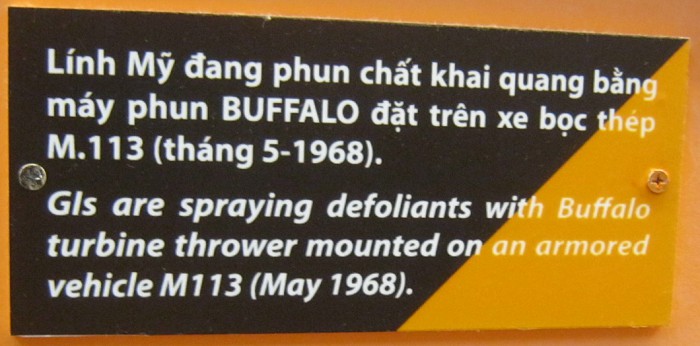 Lính Mỹ đang phun chất khai quang bằng
máy phun BUFFALO đặt trên xe bọc thép
M.113 (tháng 5-1968).
GIs are spraying defoliants with Buffalo
turbine thrower mounted on an armored
vehicle M113 (May 1968).